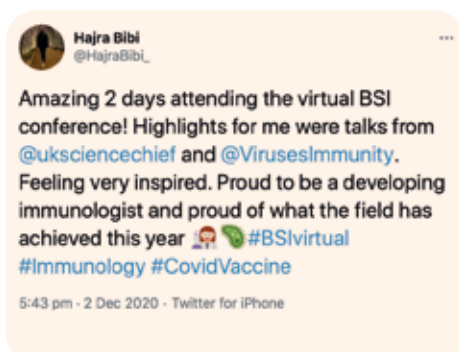 Hajra Bibi
@HajraBibi_
Amazing 2 days attending the virtual BSI
conference! Highlights for me were talks from
@uksciencechief and @VirusesImmunity.
Feeling very inspired. Proud to be a developing
immunologist and proud of what the field has
achieved this year 👩‍🔬🦠#BSIvirtual
#Immunology #CovidVaccine
5:43 pm · 2 Dec 2020 · Twitter for iPhone